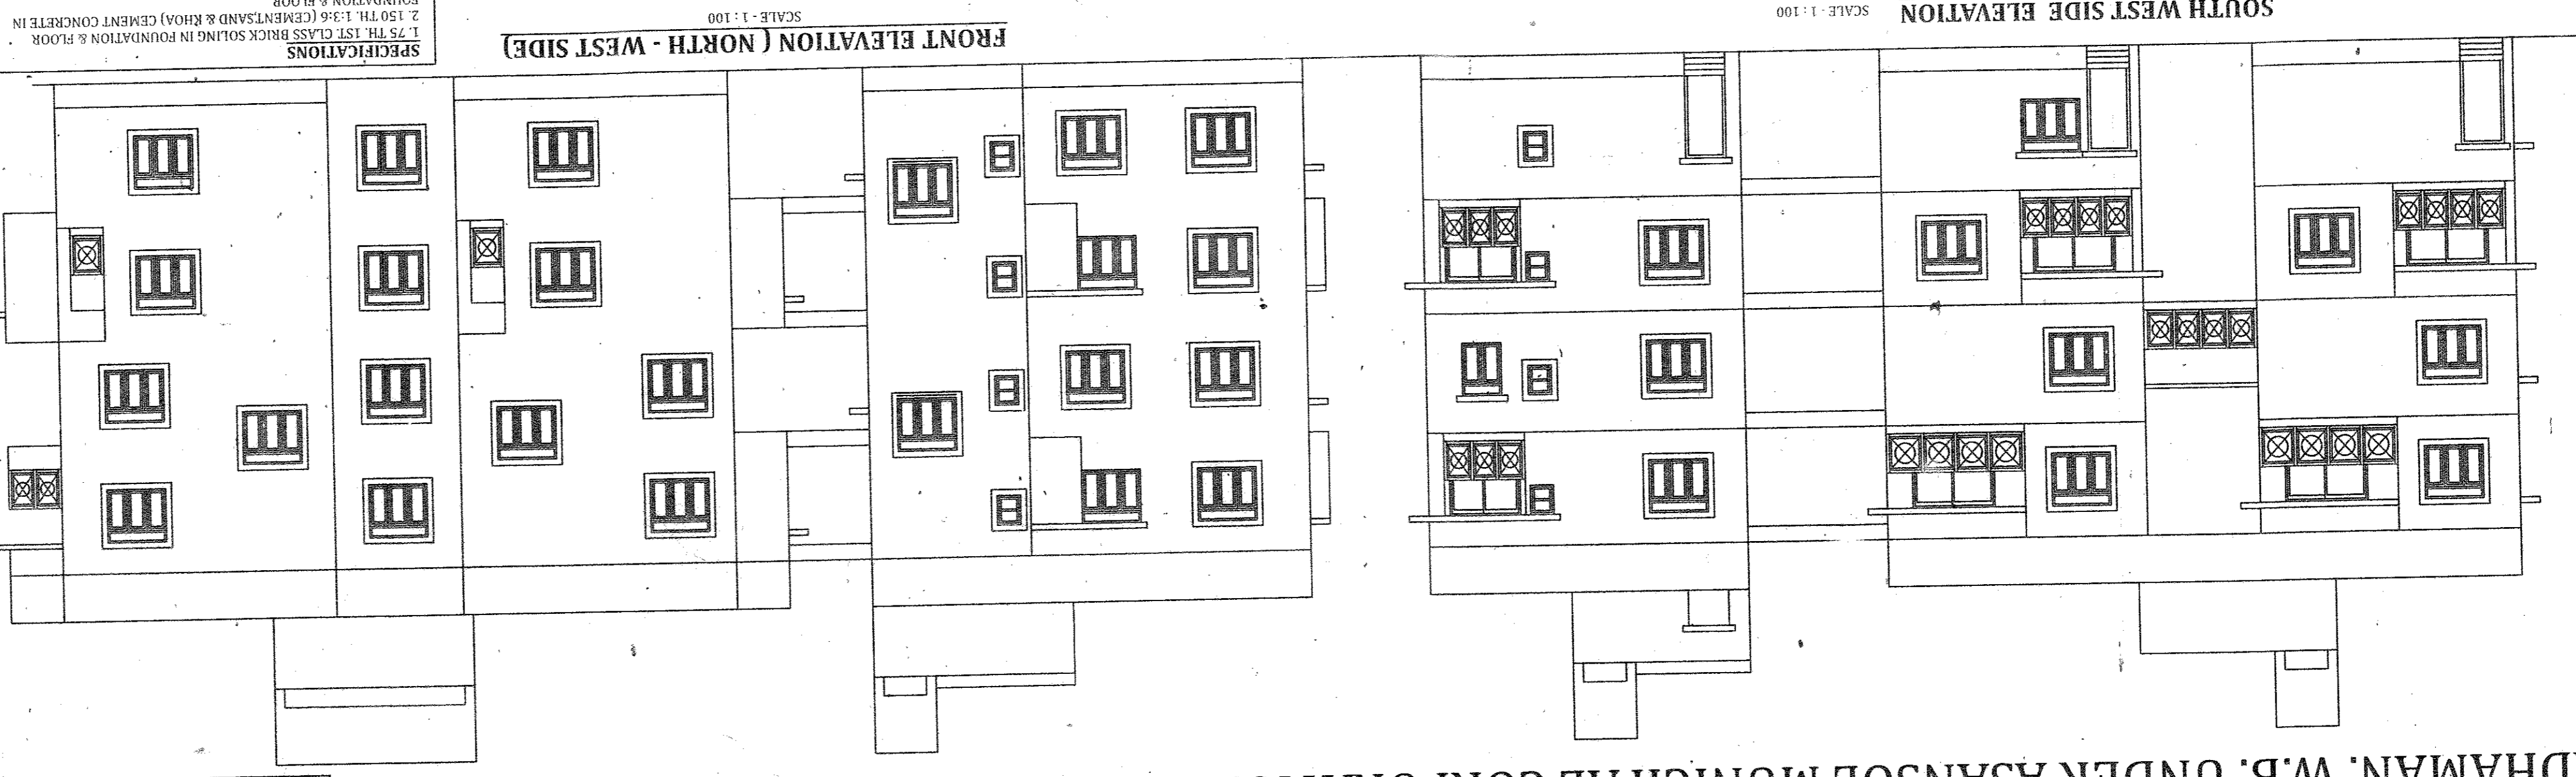 DHAMAN. W.B. UNDER ASANSOL MUNICIPAL
SOUTH WEST SIDE ELEVATION SCALE - 1 : 100
FRONT ELEVATION ( NORTH - WEST SIDE)
SCALE - 1 : 100
SPECIFICATIONS
1. 75 TH. 1ST. CLASS BRICK SOLING IN FOUNDATION & FLOOR
2. 150 TH. 1:3:6 (CEMENT,SAND & KHOA) CEMENT CONCRETE IN
FOUNDATION & FLOOR